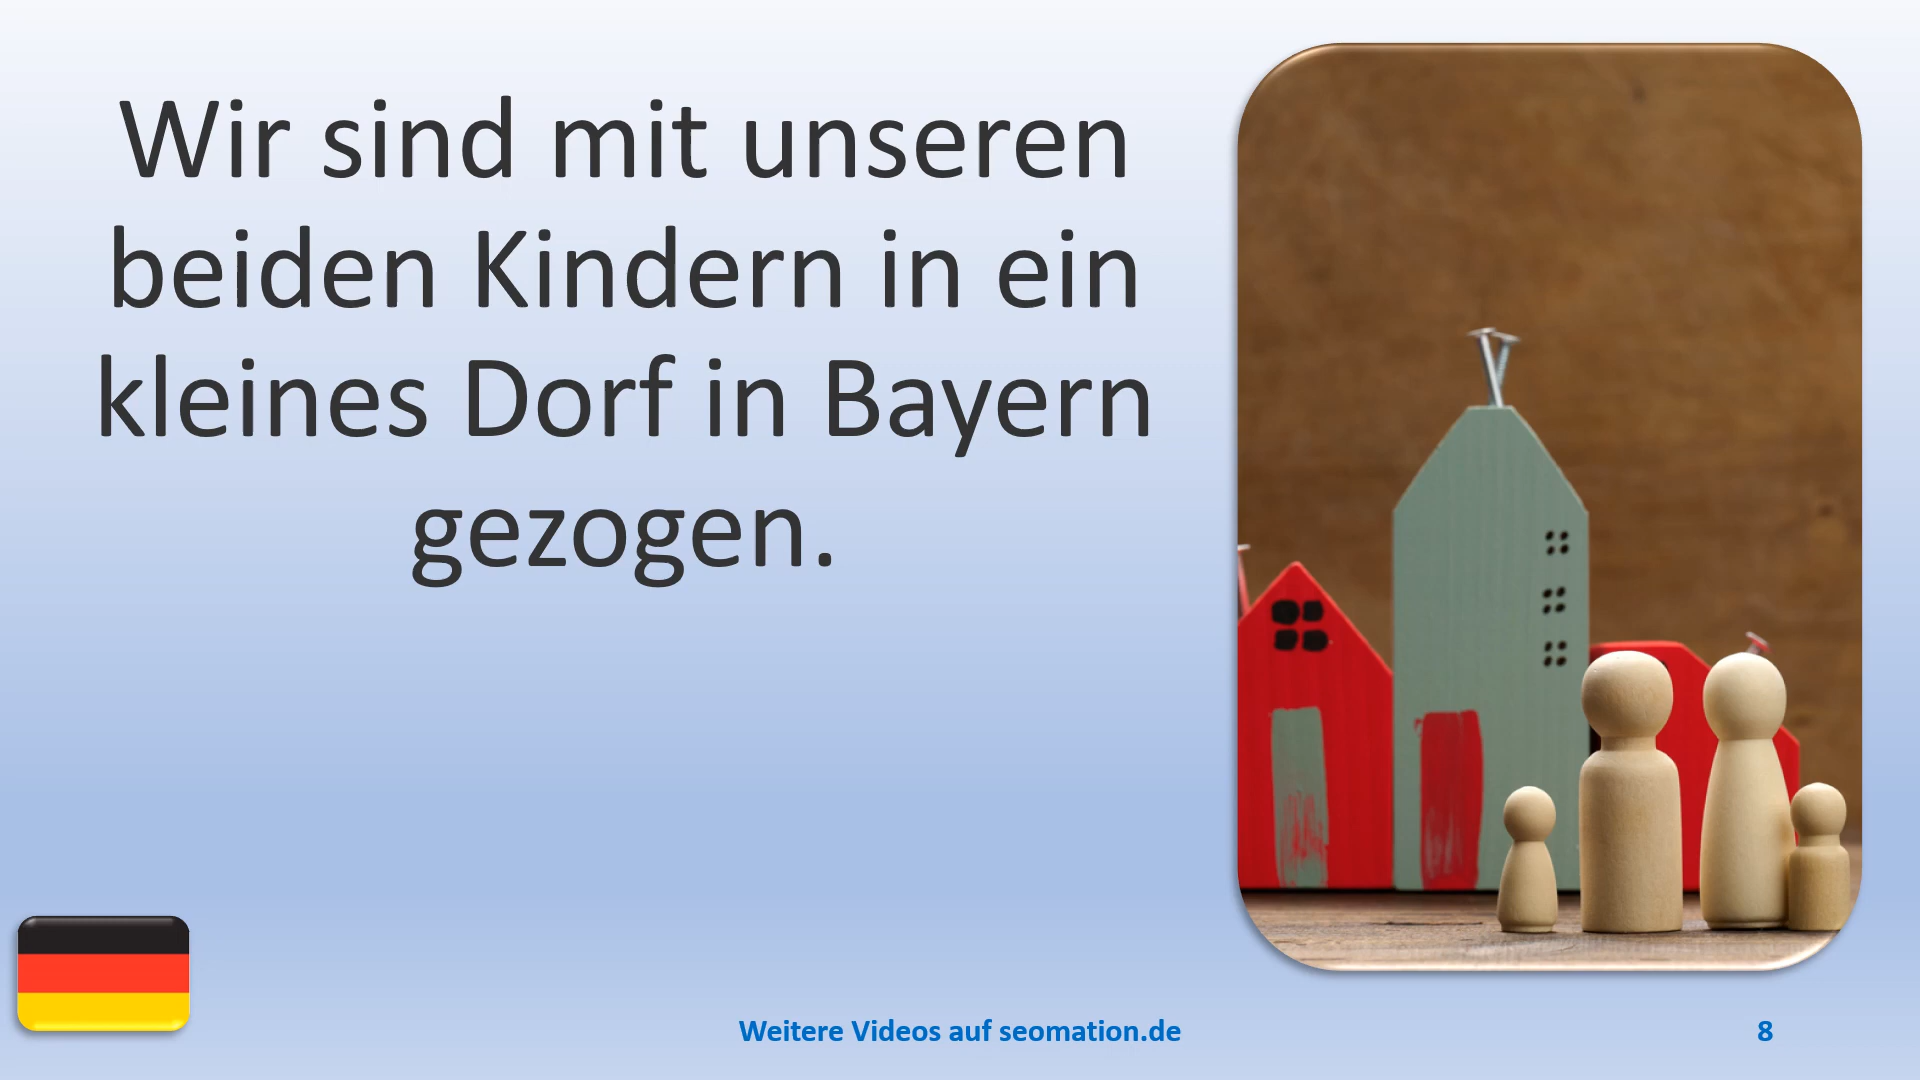 Wir sind mit unseren
beiden Kindern in ein
kleines Dorf in Bayern
gezogen.
Weitere Videos auf seomation.de
8